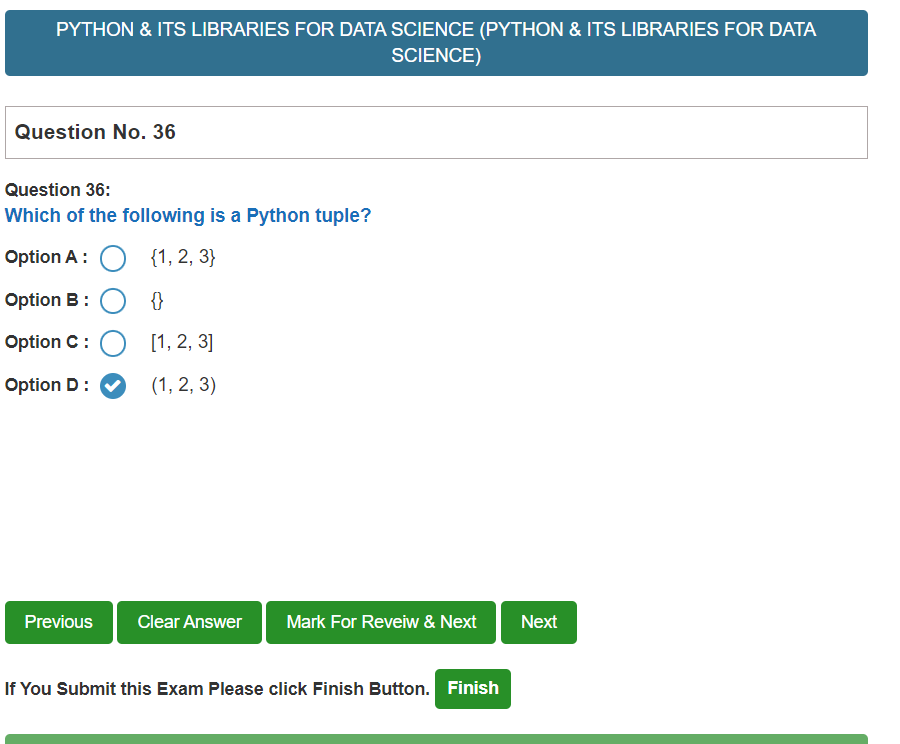 PYTHON & ITS LIBRARIES FOR DATA SCIENCE (PYTHON & ITS LIBRARIES FOR DATA
SCIENCE)
Question No. 36
Question 36:
Which of the following is a Python tuple?
Option A : {1, 2, 3}
Option B : {}
Option C : [1, 2, 3]
Option D : (1, 2, 3)
Previous Clear Answer Mark For Reveiw & Next Next
If You Submit this Exam Please click Finish Button. Finish